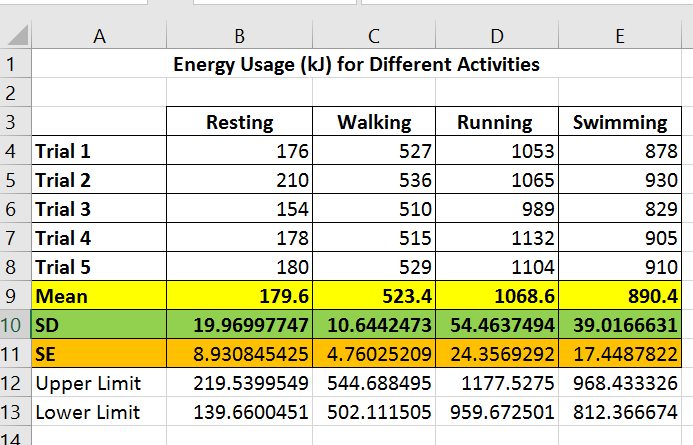 A B C D E
1 Energy Usage (kJ) for Different Activities
2
3 Resting Walking Running Swimming
4 Trial 1 176 527 1053 878
5 Trial 2 210 536 1065 930
6 Trial 3 154 510 989 829
7 Trial 4 178 515 1132 905
8 Trial 5 180 529 1104 910
9 Mean 179.6 523.4 1068.6 890.4
10 SD 19.96997747 10.6442473 54.4637494 39.0166631
11 SE 8.930845425 4.76025209 24.3569292 17.4487822
12 Upper Limit 219.5399549 544.688495 1177.5275 968.433326
13 Lower Limit 139.6600451 502.111505 959.672501 812.366674
14